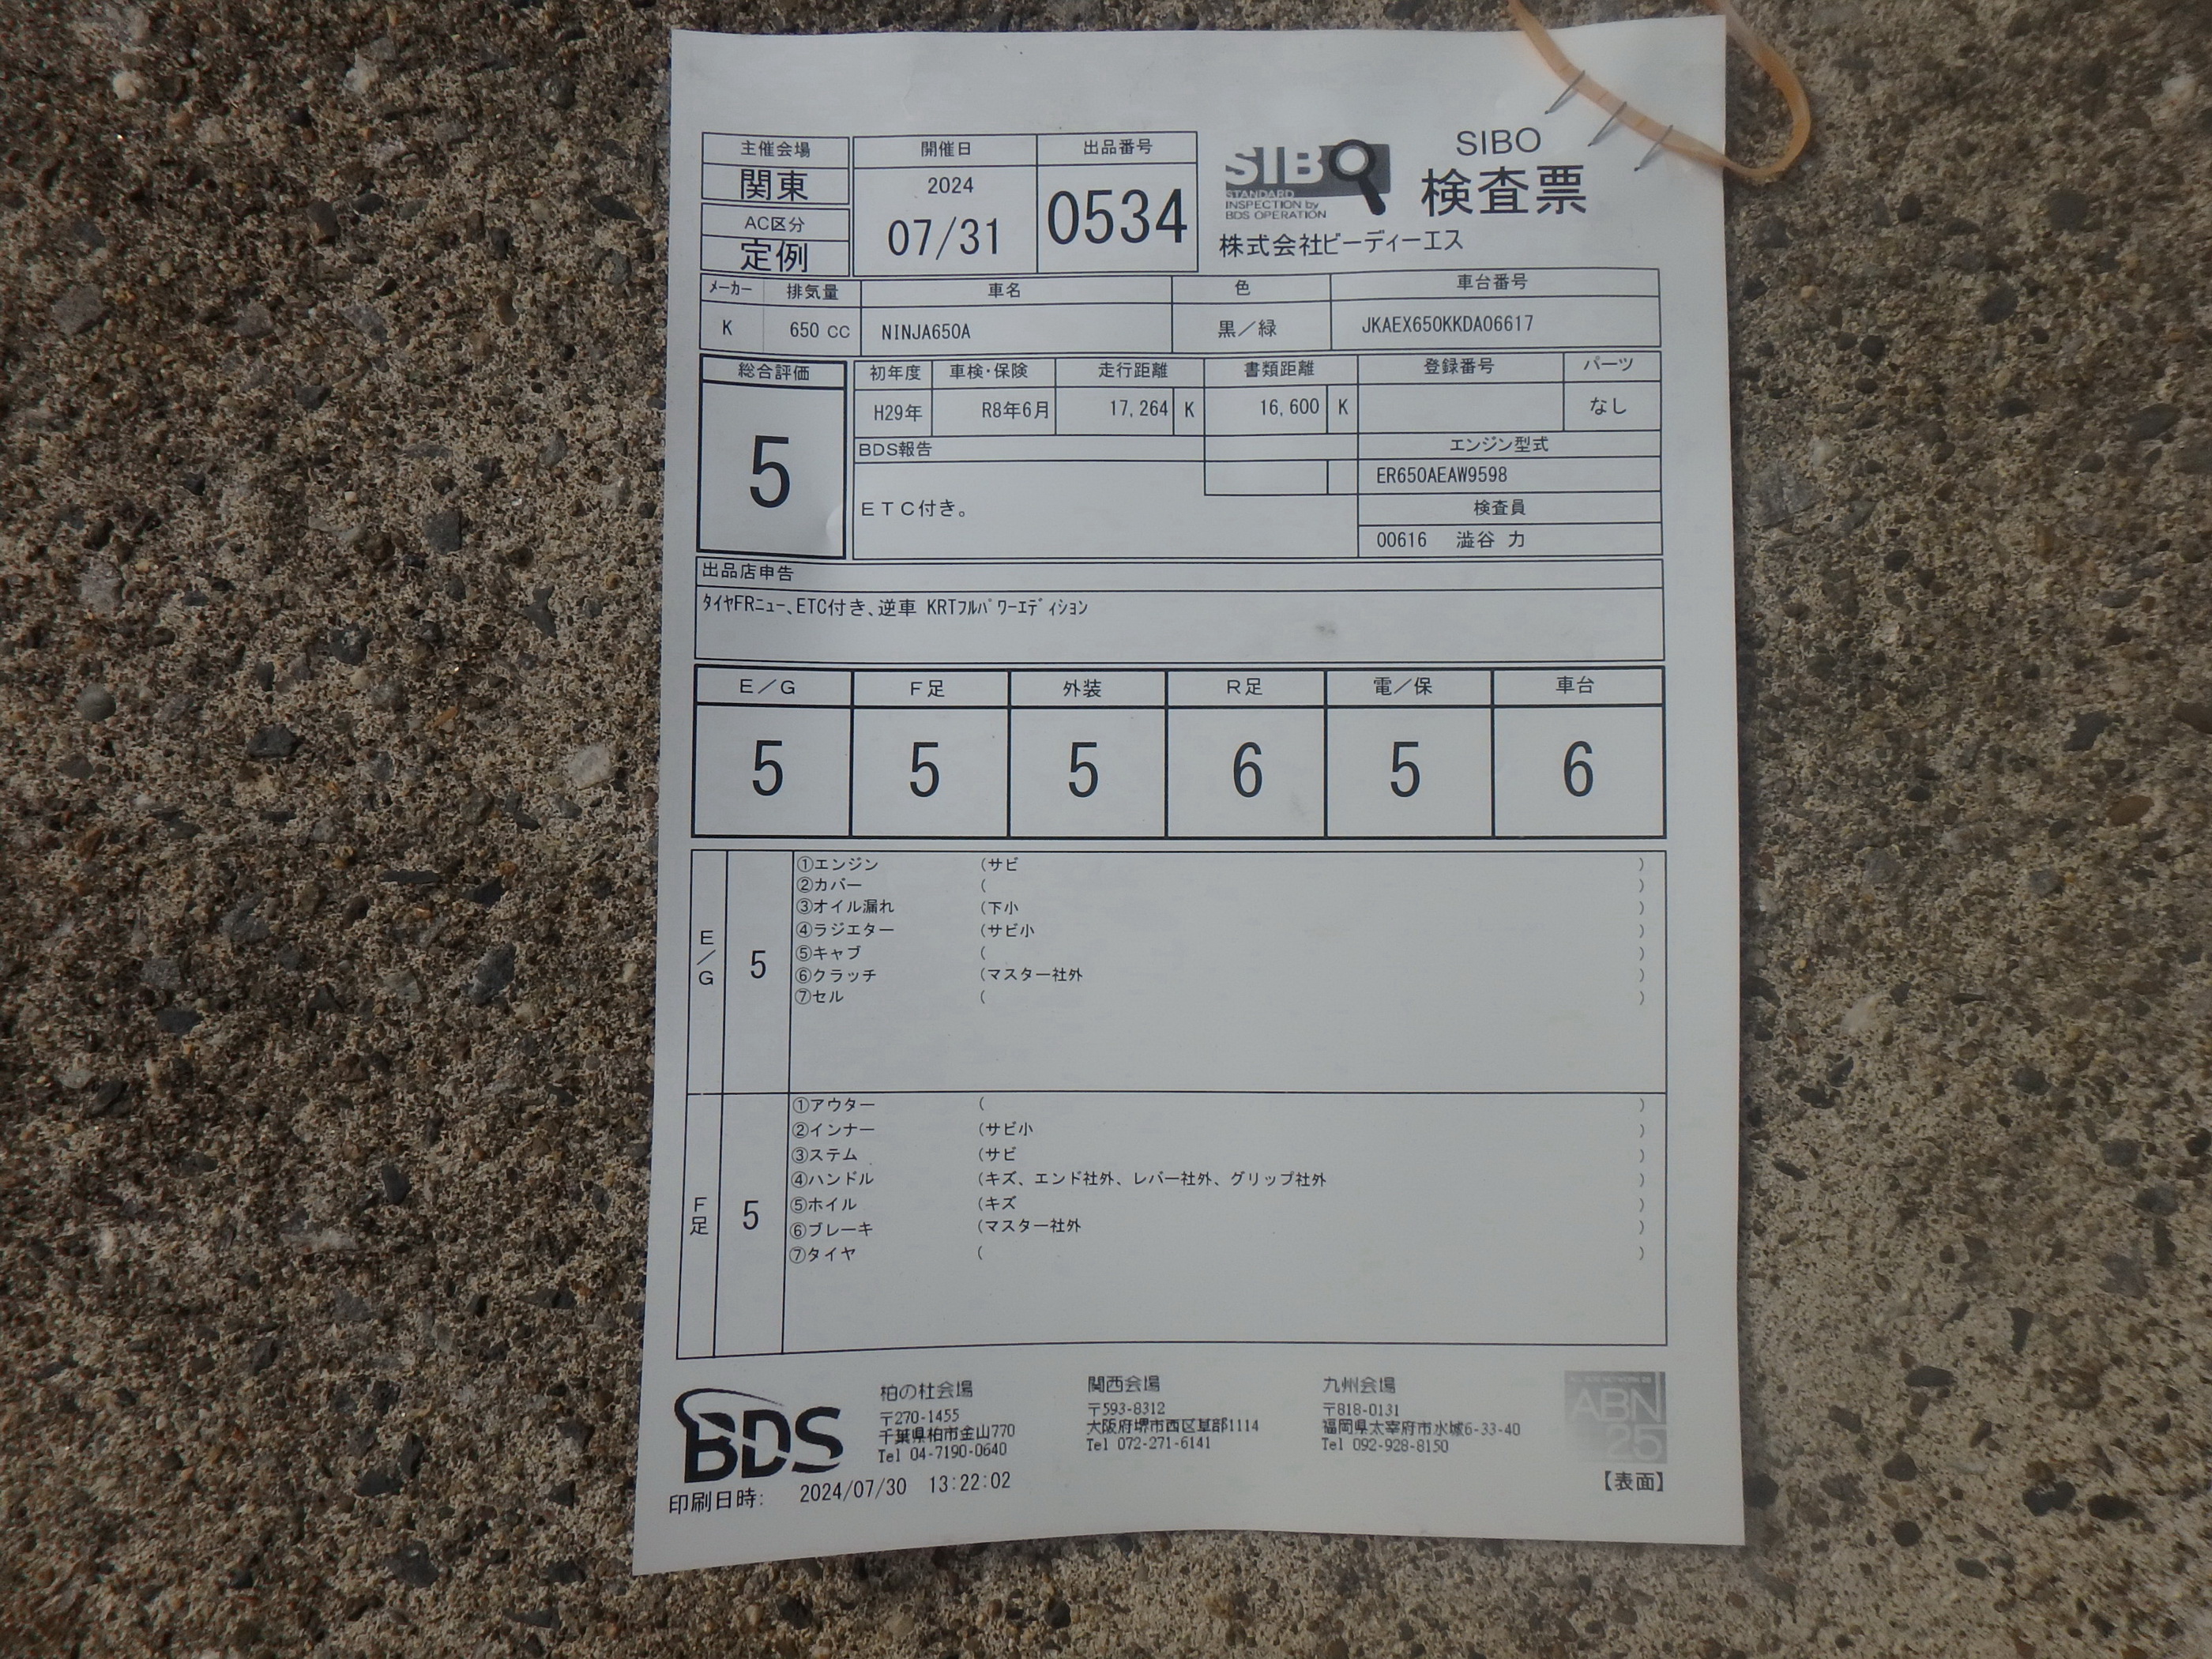 主催会場 開催日 出品番号
関東 2024 07/31 0534
AC区分
定例
SIBO
STANDARD
INSPECTION by
BDS OPERATION
SIBO
検査票
株式会社ビーディーエス
メーカー 排気量 車名 色 車台番号
K 650 CC NINJA650A 黒／緑 JKAEX650KKDA06617
総合評価 初年度 車検・保険 走行距離 書類距離 登録番号 パーツ
5 H29年 R8年6月 17,264 K 16,600 K なし
BDS報告 エンジン型式
ER650AEAW9598
ＥＴＣ付き。 検査員
00616 澁谷 力
出品店申告
ﾀｲﾔFRﾆｭｰ､ETC付き､逆車 KRTﾌﾙﾊﾟﾜｰｴﾃﾞｨｼｮﾝ
Ｅ／Ｇ Ｆ足 外装 Ｒ足 電／保 車台
5 5 5 6 5 6
Ｅ／Ｇ 5
①エンジン (サビ )
②カバー ( )
③オイル漏れ (下小 )
④ラジエター (サビ小 )
⑤キャブ ( )
⑥クラッチ (マスター社外 )
⑦セル ( )
Ｆ足 5
①アウター ( )
②インナー (サビ小 )
③ステム (サビ )
④ハンドル (キズ、エンド社外、レバー社外、グリップ社外 )
⑤ホイル (キズ )
⑥ブレーキ (マスター社外 )
⑦タイヤ ( )
BDS
柏の杜会場
〒270-1455
千葉県柏市金山770
Tel 04-7190-0640
関西会場
〒593-8312
大阪府堺市西区草部1114
Tel 072-271-6141
九州会場
〒818-0131
福岡県太宰府市水城6-33-40
Tel 092-928-8150
ABN
25
【表面】
印刷日時: 2024/07/30 13:22:02